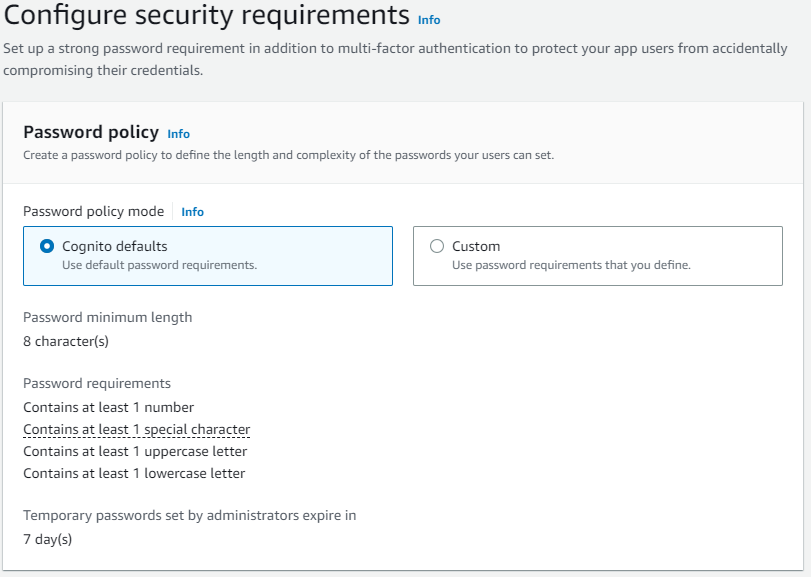 Configure security requirements Info
Set up a strong password requirement in addition to multi-factor authentication to protect your app users from accidentally
compromising their credentials.
Password policy Info
Create a password policy to define the length and complexity of the passwords your users can set.
Password policy mode Info
Cognito defaults
Use default password requirements.
Custom
Use password requirements that you define.
Password minimum length
8 character(s)
Password requirements
Contains at least 1 number
Contains at least 1 special character
Contains at least 1 uppercase letter
Contains at least 1 lowercase letter
Temporary passwords set by administrators expire in
7 day(s)